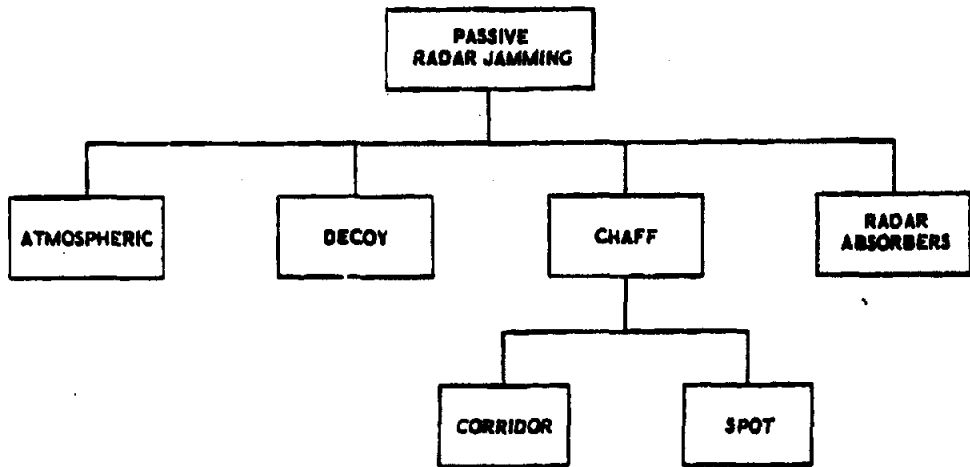 PASSIVE
RADAR JAMMING
ATMOSPHERIC
DECOY
CHAFF
RADAR
ABSORBERS
CORRIDOR
SPOT